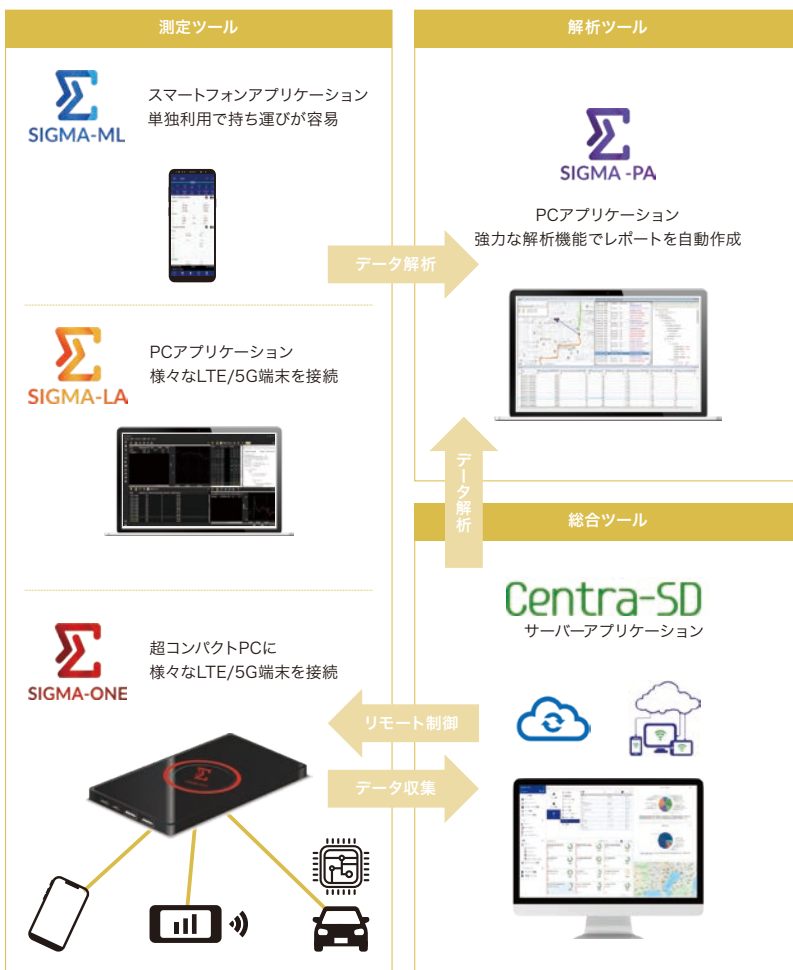 測定ツール
SIGMA-ML
スマートフォンアプリケーション
単独利用で持ち運びが容易
SIGMA-LA
PCアプリケーション
様々なLTE/5G端末を接続
SIGMA-ONE
超コンパクトPCに
様々なLTE/5G端末を接続
データ解析
解析ツール
SIGMA -PA
PCアプリケーション
強力な解析機能でレポートを自動作成
データ解析
総合ツール
Centra-SD
サーバーアプリケーション
リモート制御
データ収集